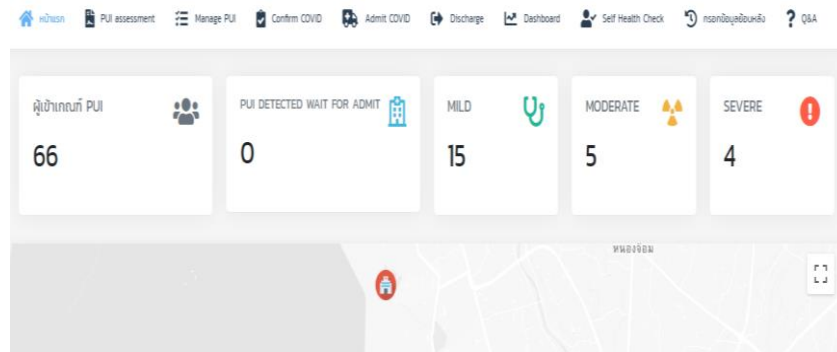 หน้าแรก PUI assessment Manage PUI Confirm COVID Admit COVID Discharge Dashboard Self Health Check กรอกข้อมูลย้อนหลัง Q&A
ผู้เข้าเกณฑ์ PUI PUI DETECTED WAIT FOR ADMIT MILD MODERATE SEVERE
66 0 15 5 4
หนองจ๊อม